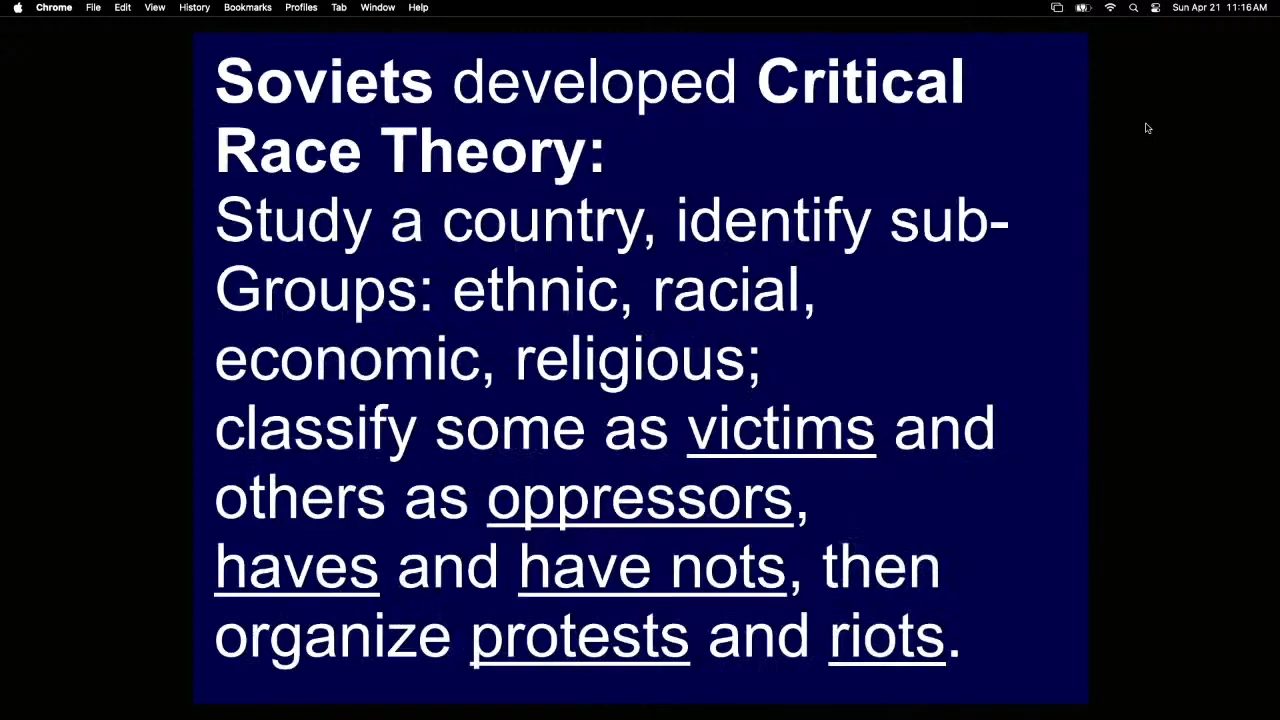 Chrome File Edit View History Bookmarks Profiles Tab Window Help Sun Apr 21 11:16 AM
Soviets developed Critical
Race Theory:
Study a country, identify sub-
Groups: ethnic, racial,
economic, religious;
classify some as victims and
others as oppressors,
haves and have nots, then
organize protests and riots.